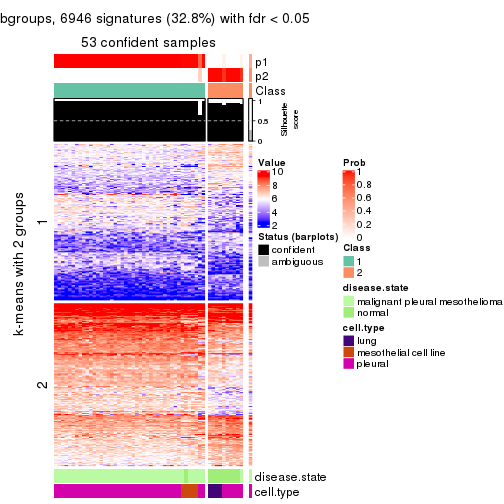 bgroups, 6946 signatures (32.8%) with fdr < 0.05
53 confident samples
p1
p2
Class
1
0.5
0
Silhouette
score
k-means with 2 groups
1
2
Value
10
8
6
4
2
Status (barplots)
confident
ambiguous
Prob
1
0.8
0.6
0.4
0.2
0
Class
1
2
disease.state
malignant pleural mesothelioma
normal
cell.type
lung
mesothelial cell line
pleural
disease.state
cell.type